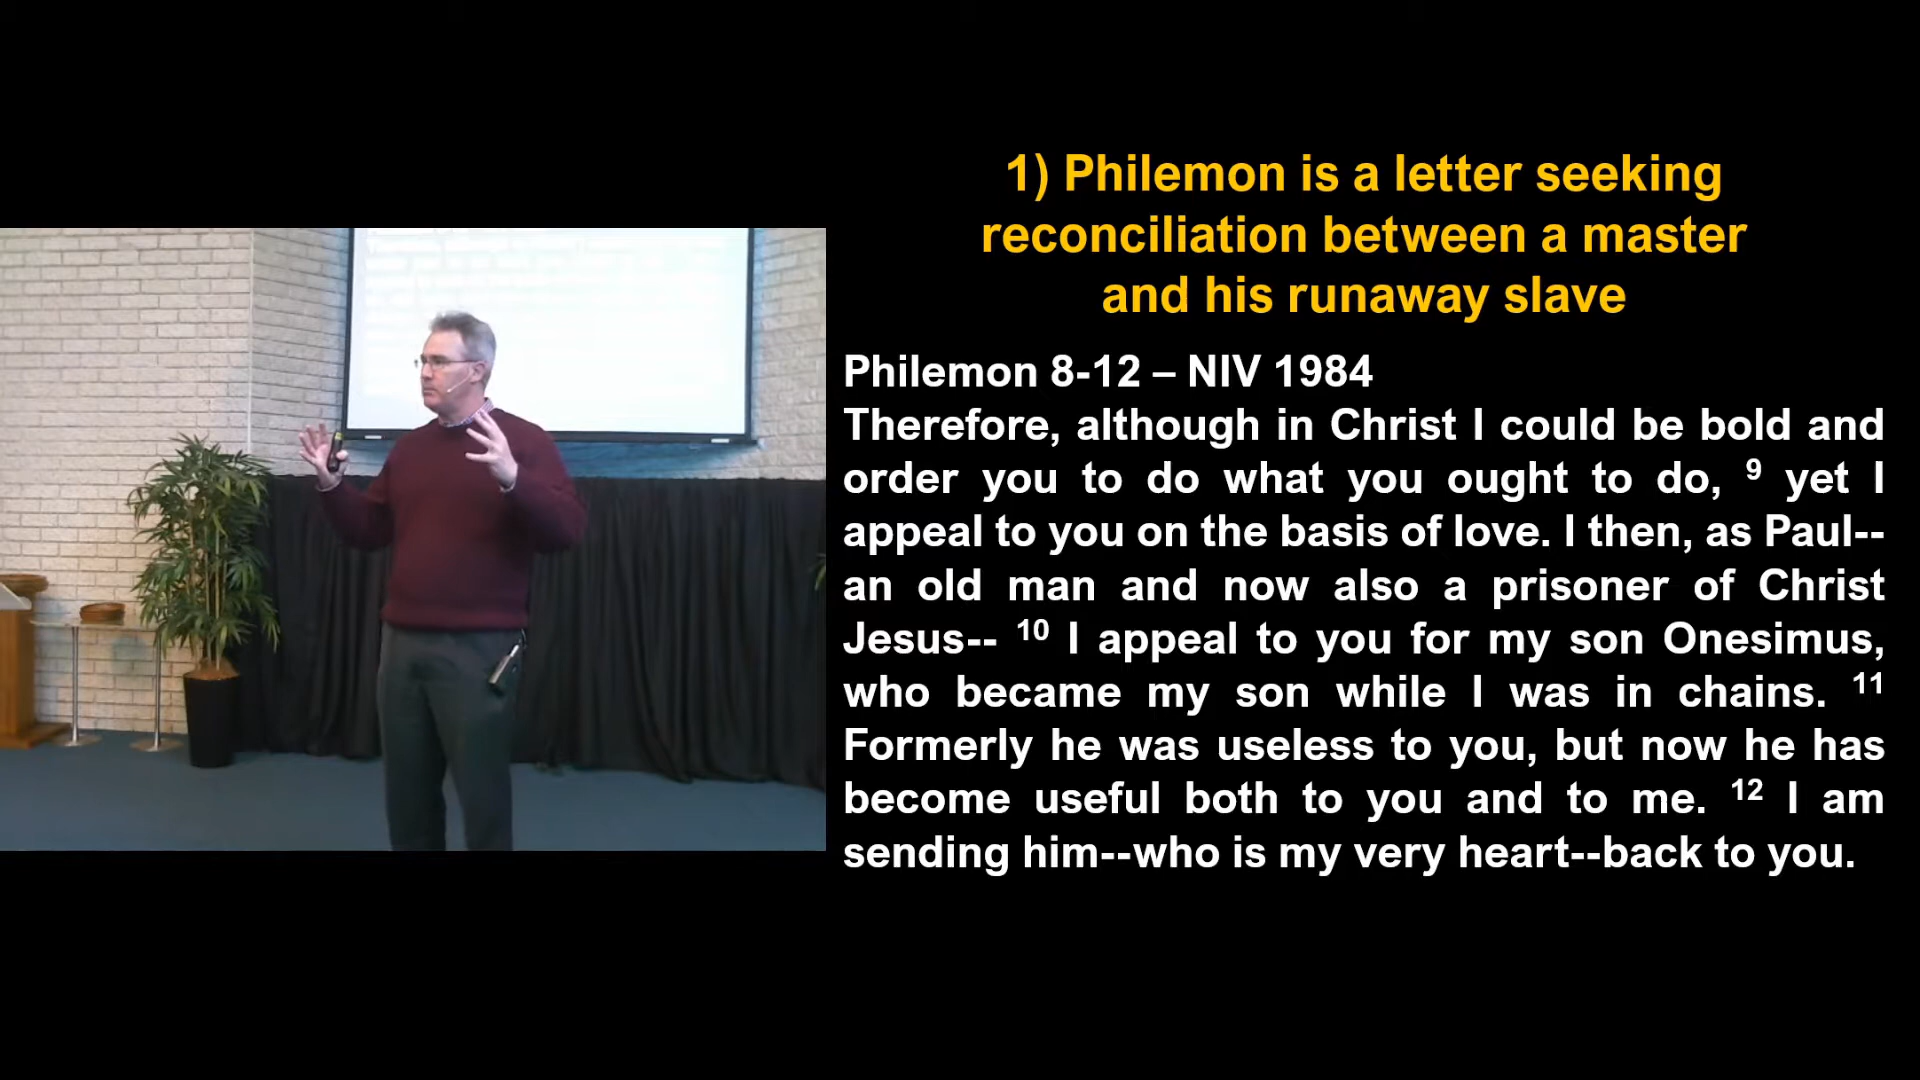 1) Philemon is a letter seeking
reconciliation between a master
and his runaway slave
Philemon 8-12 – NIV 1984
Therefore, although in Christ I could be bold and
order you to do what you ought to do, ⁹ yet I
appeal to you on the basis of love. I then, as Paul--
an old man and now also a prisoner of Christ
Jesus-- ¹⁰ I appeal to you for my son Onesimus,
who became my son while I was in chains. ¹¹
Formerly he was useless to you, but now he has
become useful both to you and to me. ¹² I am
sending him--who is my very heart--back to you.